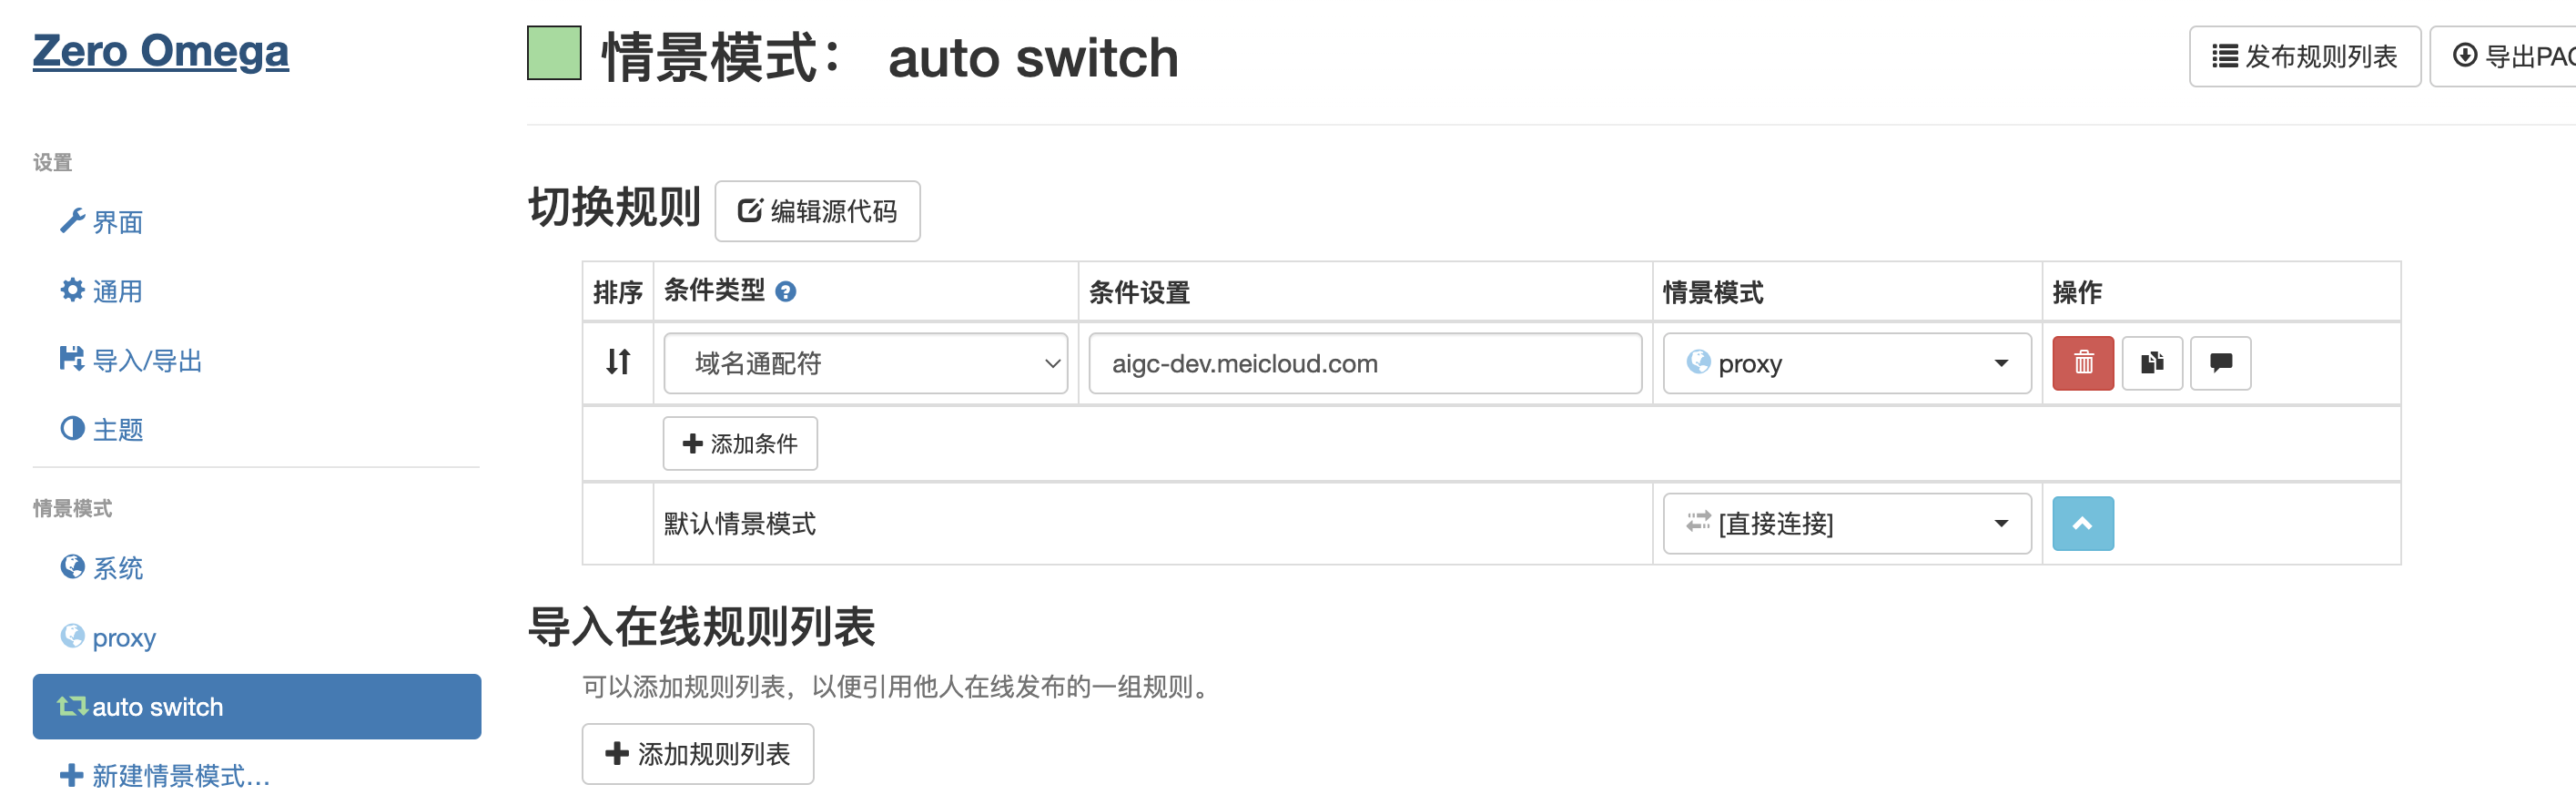 Zero Omega
设置
界面
通用
导入/导出
主题
情景模式
系统
proxy
auto switch
新建情景模式...
情景模式： auto switch
发布规则列表
导出PAC
切换规则 编辑源代码
排序 条件类型 条件设置 情景模式 操作
域名通配符 aigc-dev.meicloud.com proxy
添加条件
默认情景模式 [直接连接]
导入在线规则列表
可以添加规则列表，以便引用他人在线发布的一组规则。
添加规则列表